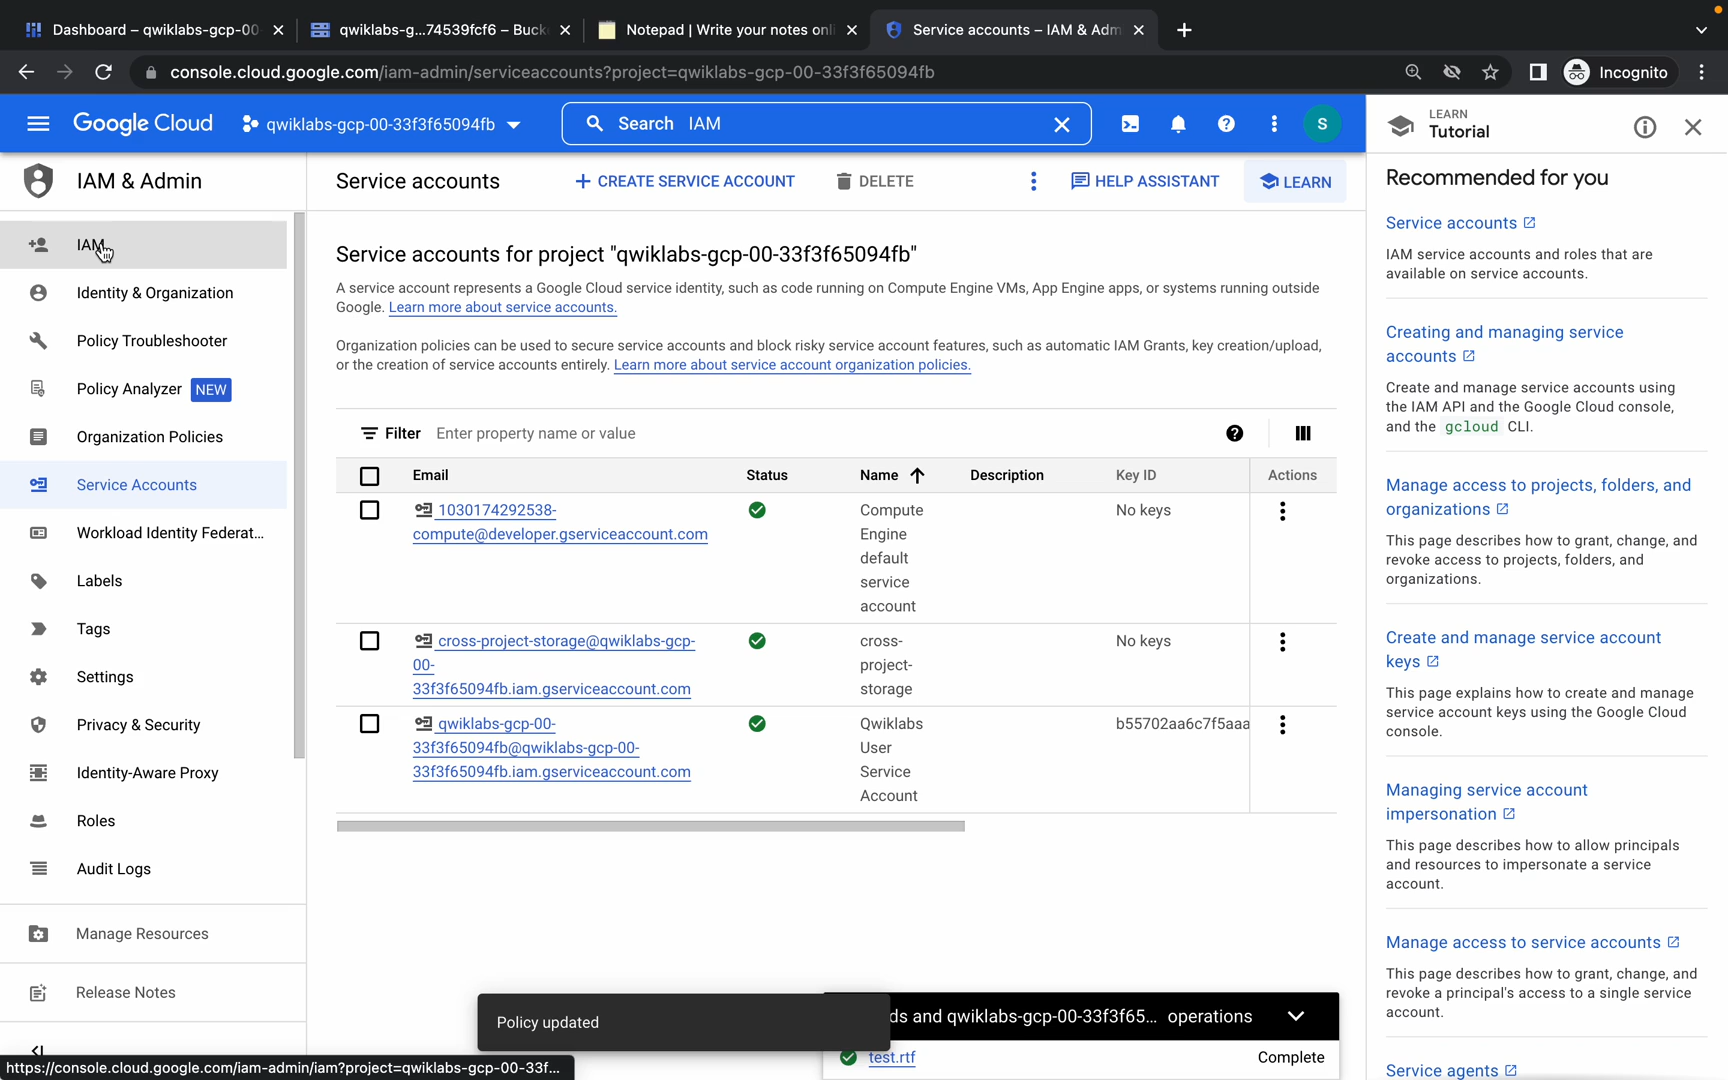 Dashboard – qwiklabs-gcp-00-
qwiklabs-g...74539fcf6 – Buck
Notepad | Write your notes onli
Service accounts – IAM & Adm
console.cloud.google.com/iam-admin/serviceaccounts?project=qwiklabs-gcp-00-33f3f65094fb
Incognito
Google Cloud
qwiklabs-gcp-00-33f3f65094fb
Search IAM
S
LEARN
Tutorial
IAM & Admin
IAM
Identity & Organization
Policy Troubleshooter
Policy Analyzer NEW
Organization Policies
Service Accounts
Workload Identity Federat...
Labels
Tags
Settings
Privacy & Security
Identity-Aware Proxy
Roles
Audit Logs
Manage Resources
Release Notes
Service accounts
CREATE SERVICE ACCOUNT
DELETE
HELP ASSISTANT
LEARN
Service accounts for project "qwiklabs-gcp-00-33f3f65094fb"
A service account represents a Google Cloud service identity, such as code running on Compute Engine VMs, App Engine apps, or systems running outside
Google. Learn more about service accounts.
Organization policies can be used to secure service accounts and block risky service account features, such as automatic IAM Grants, key creation/upload,
or the creation of service accounts entirely. Learn more about service account organization policies.
Filter Enter property name or value
Email Status Name Description Key ID Actions
1030174292538-
compute@developer.gserviceaccount.com
Compute
Engine
default
service
account
No keys
cross-project-storage@qwiklabs-gcp-
00-
33f3f65094fb.iam.gserviceaccount.com
cross-
project-
storage
No keys
qwiklabs-gcp-00-
33f3f65094fb@qwiklabs-gcp-00-
33f3f65094fb.iam.gserviceaccount.com
Qwiklabs
User
Service
Account
b55702aa6c7f5aaa
Policy updated
ds and qwiklabs-gcp-00-33f3f65... operations
test.rtf Complete
https://console.cloud.google.com/iam-admin/iam?project=qwiklabs-gcp-00-33f...
Recommended for you
Service accounts
IAM service accounts and roles that are
available on service accounts.
Creating and managing service
accounts
Create and manage service accounts using
the IAM API and the Google Cloud console,
and the gcloud CLI.
Manage access to projects, folders, and
organizations
This page describes how to grant, change, and
revoke access to projects, folders, and
organizations.
Create and manage service account
keys
This page explains how to create and manage
service account keys using the Google Cloud
console.
Managing service account
impersonation
This page describes how to allow principals
and resources to impersonate a service
account.
Manage access to service accounts
This page describes how to grant, change, and
revoke a principal's access to a single service
account.
Service agents